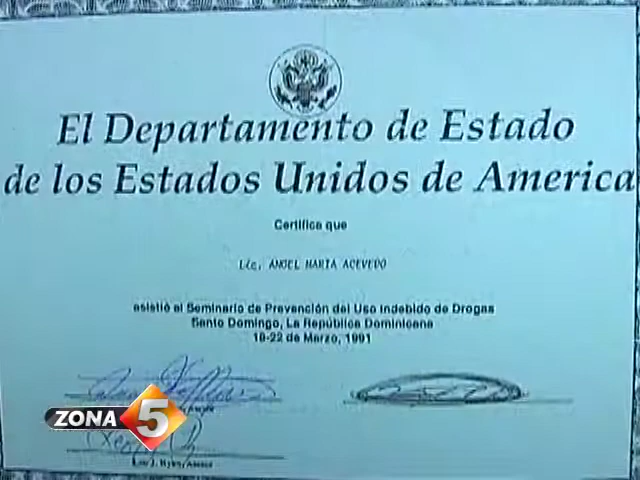 El Departamento de Estado
de los Estados Unidos de America
Certifica que
Lic. ANGEL MARTA ACEVEDO
asistió al Seminario de Prevención del Uso Indebido de Drogas
Santo Domingo, La República Dominicana
18-22 de Marzo, 1991
ZONA 5